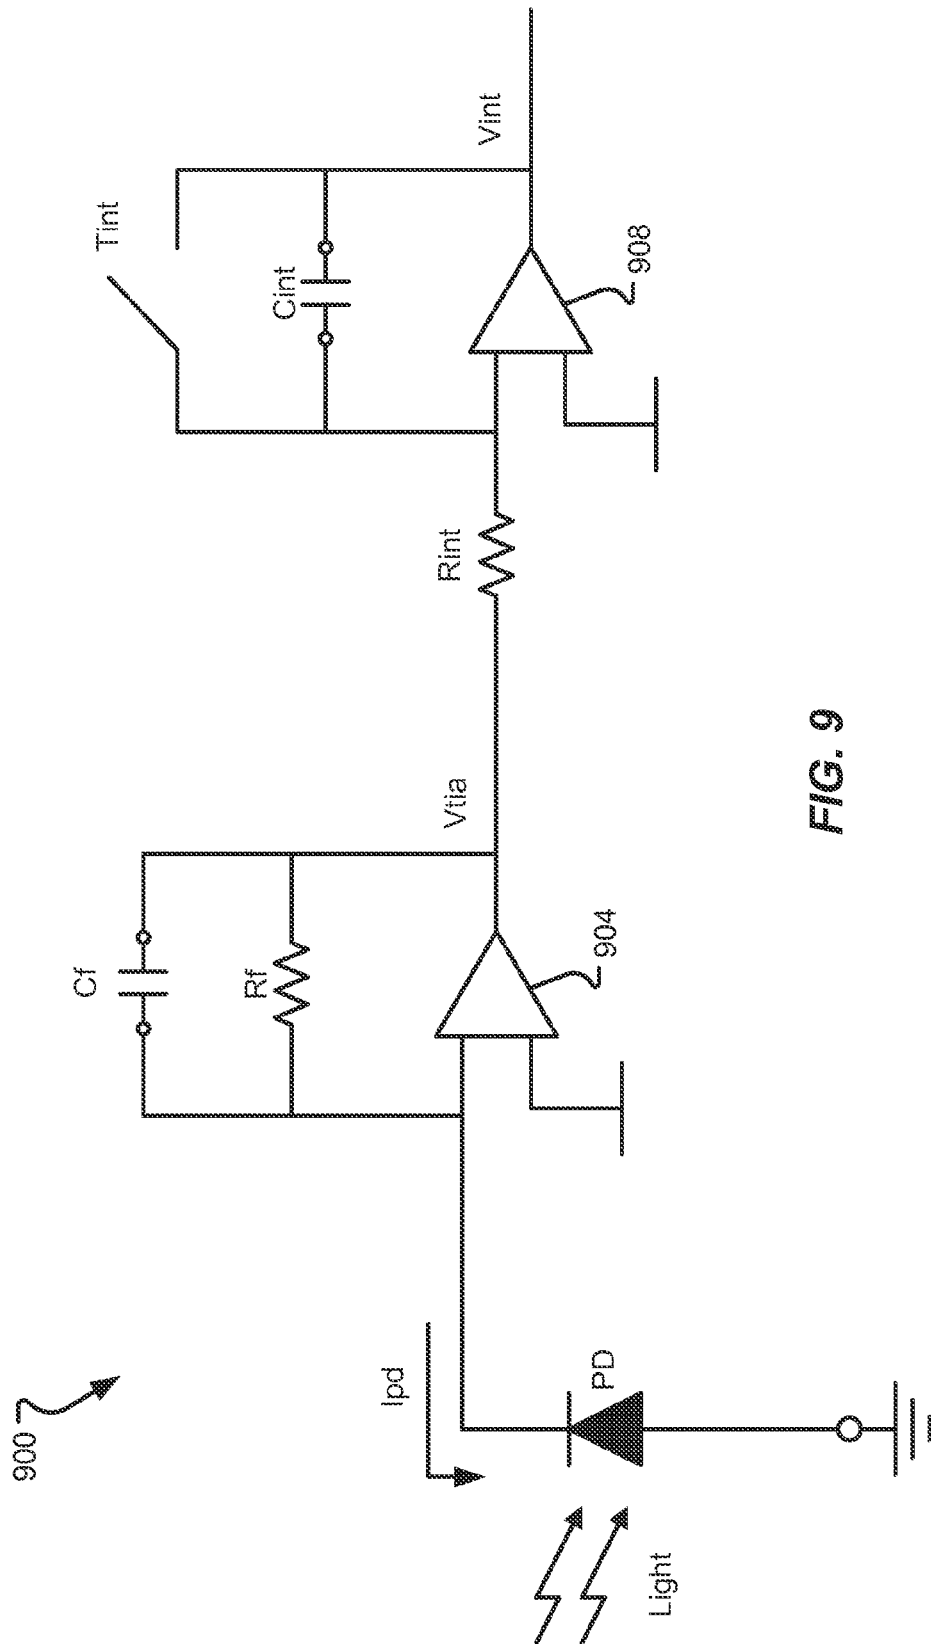 900
Light
Ipd
PD
Cf
Rf
904
Vtia
Rint
Tint
Cint
908
Vint
FIG. 9